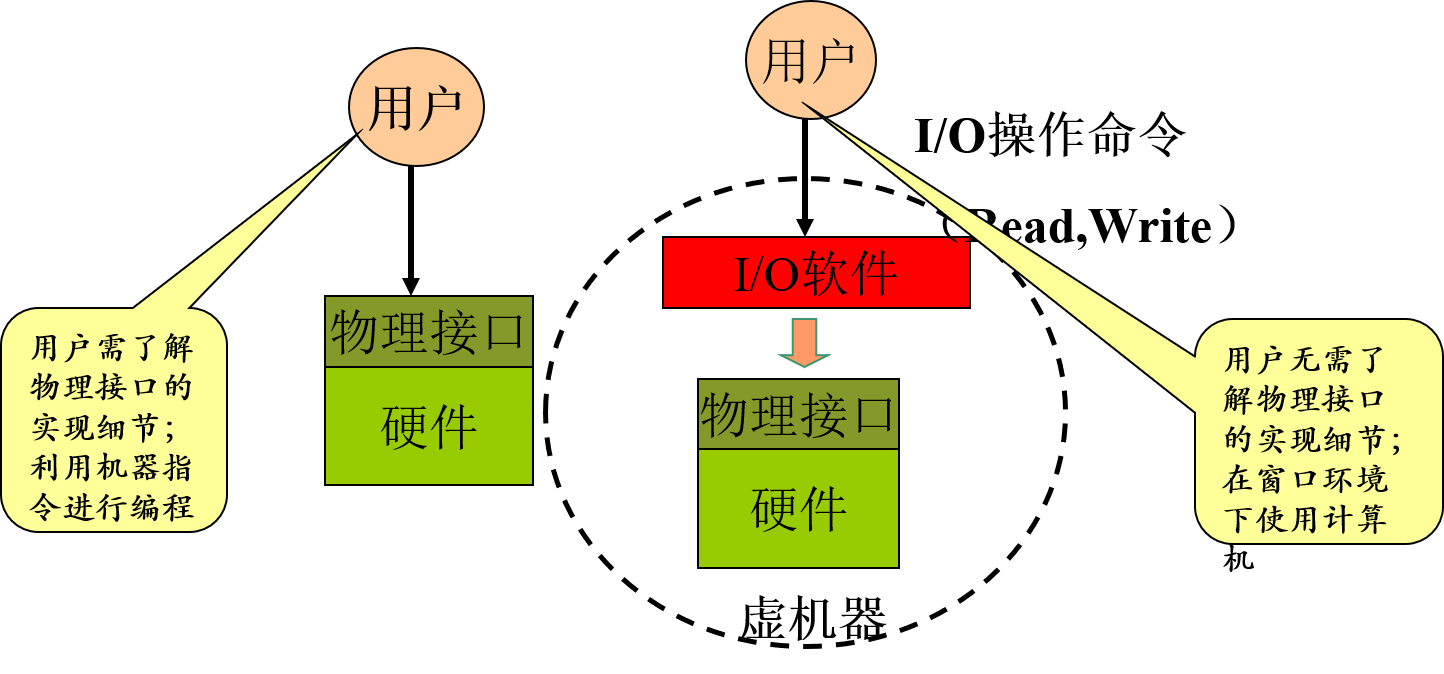 用户
物理接口
硬件
用户需了解
物理接口的
实现细节；
利用机器指
令进行编程
用户
I/O操作命令
（Read,Write）
I/O软件
物理接口
硬件
虚机器
用户无需了
解物理接口
的实现细节；
在窗口环境
下使用计算
机